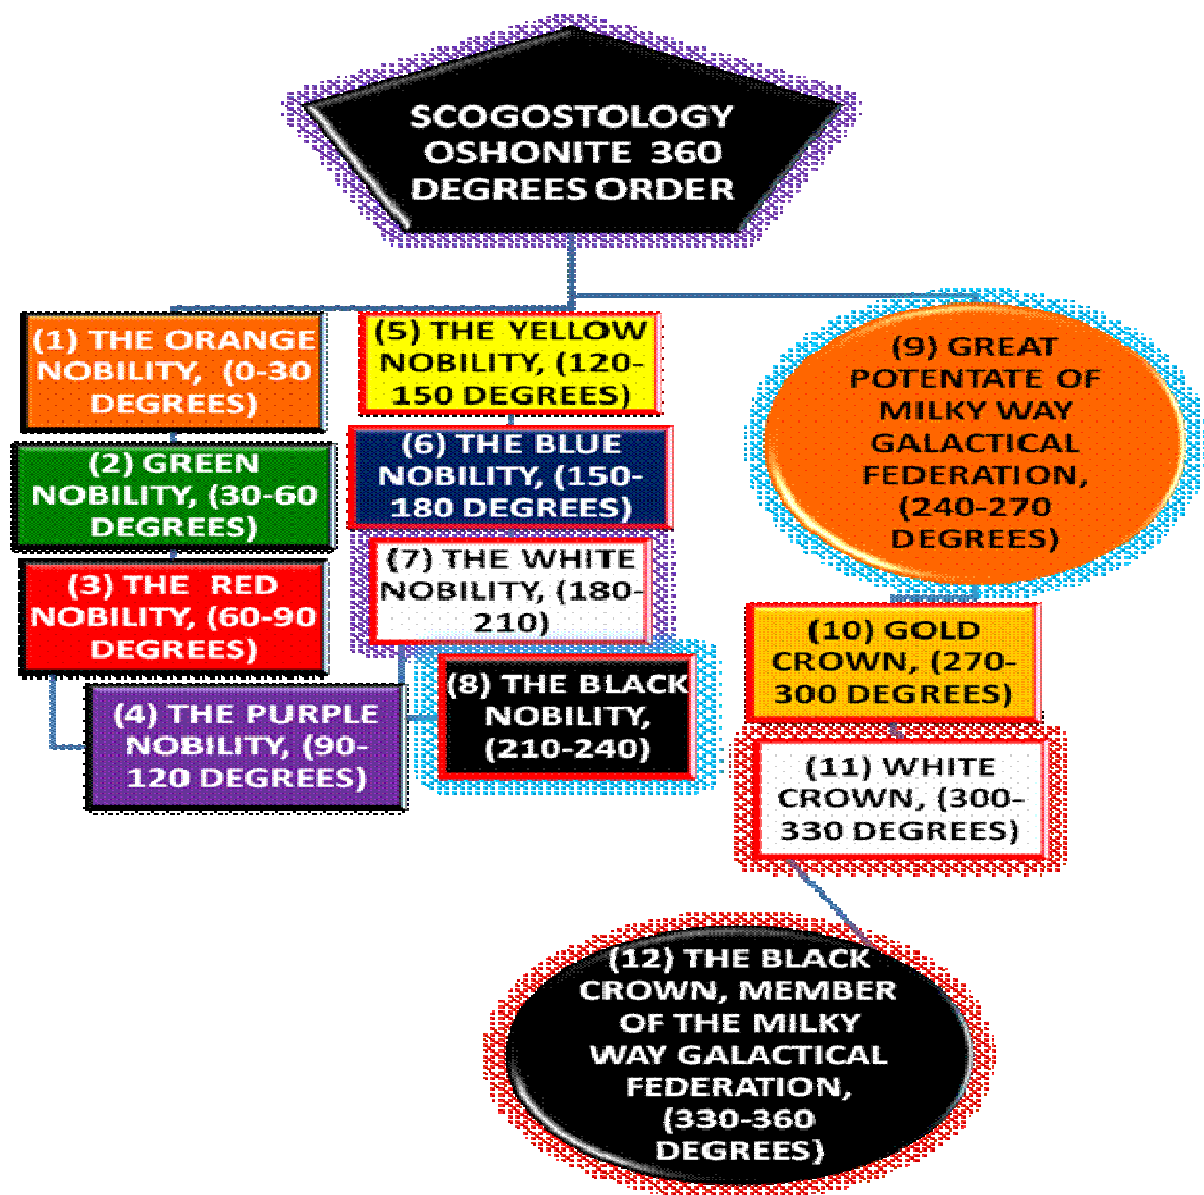 SCOGOSTOLOGY
OSHONITE 360
DEGREES ORDER
(1) THE ORANGE
NOBILITY, (0-30
DEGREES)
(2) GREEN
NOBILITY, (30-60
DEGREES)
(3) THE RED
NOBILITY, (60-90
DEGREES)
(4) THE PURPLE
NOBILITY, (90-
120 DEGREES)
(5) THE YELLOW
NOBILITY, (120-
150 DEGREES)
(6) THE BLUE
NOBILITY, (150-
180 DEGREES)
(7) THE WHITE
NOBILITY, (180-
210)
(8) THE BLACK
NOBILITY,
(210-240)
(9) GREAT
POTENTATE OF
MILKY WAY
GALACTICAL
FEDERATION,
(240-270
DEGREES)
(10) GOLD
CROWN, (270-
300 DEGREES)
(11) WHITE
CROWN, (300-
330 DEGREES)
(12) THE BLACK
CROWN, MEMBER
OF THE MILKY
WAY GALACTICAL
FEDERATION,
(330-360
DEGREES)